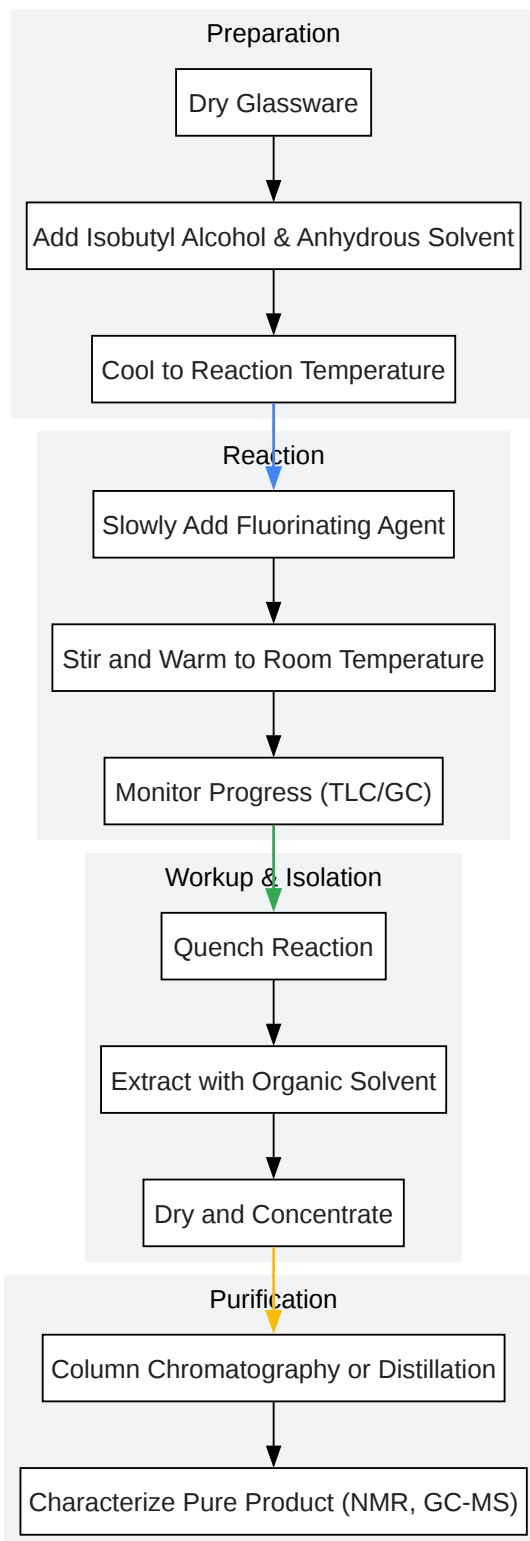 Preparation
Dry Glassware
Add Isobutyl Alcohol & Anhydrous Solvent
Cool to Reaction Temperature
Reaction
Slowly Add Fluorinating Agent
Stir and Warm to Room Temperature
Monitor Progress (TLC/GC)
Workup & Isolation
Quench Reaction
Extract with Organic Solvent
Dry and Concentrate
Purification
Column Chromatography or Distillation
Characterize Pure Product (NMR, GC-MS)